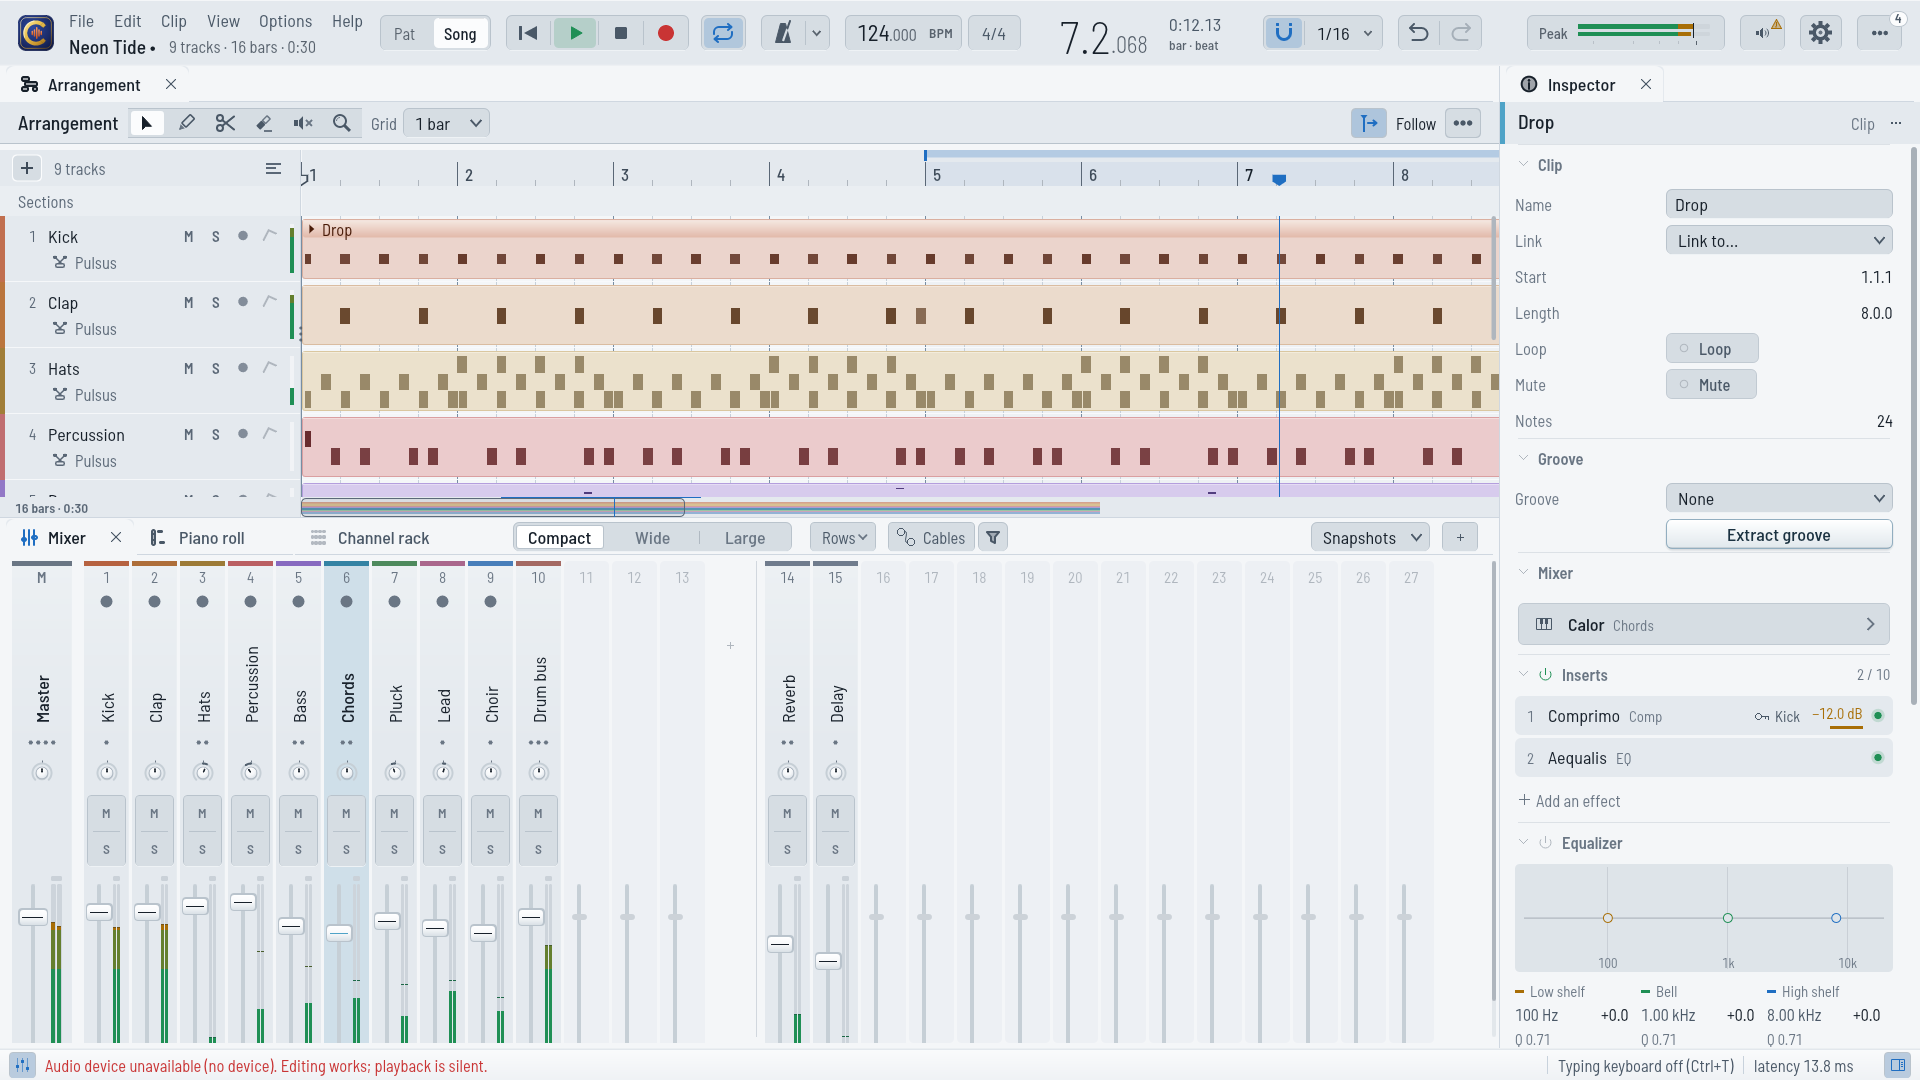 File Edit Clip View Options Help
Neon Tide •
9 tracks · 16 bars · 0:30
Pat Song
124.000 BPM
4/4
7.2.068
0:12.13
bar · beat
1/16
Peak
4
Arrangement
Arrangement
Grid 1 bar
Follow
9 tracks
1 2 3 4 5 6 7 8
Sections
1 Kick M S
Pulsus
Drop
2 Clap M S
Pulsus
3 Hats M S
Pulsus
4 Percussion M S
Pulsus
16 bars · 0:30
Mixer
Piano roll
Channel rack
Compact Wide Large
Rows
Cables
Snapshots
+
M 1 2 3 4 5 6 7 8 9 10 11 12 13 14 15 16 17 18 19 20 21 22 23 24 25 26 27
Master
Kick
Clap
Hats
Percussion
Bass
Chords
Pluck
Lead
Choir
Drum bus
Reverb
Delay
M M M M M M M M M M M M
S S S S S S S S S S S S
Inspector
Drop
Clip
Clip
Name Drop
Link Link to...
Start 1.1.1
Length 8.0.0
Loop Loop
Mute Mute
Notes 24
Groove
Groove None
Extract groove
Mixer
Calor Chords
Inserts 2 / 10
1 Comprimo Comp Kick −12.0 dB
2 Aequalis EQ
+ Add an effect
Equalizer
100 1k 10k
Low shelf Bell High shelf
100 Hz +0.0 1.00 kHz +0.0 8.00 kHz +0.0
Q 0.71 Q 0.71 Q 0.71
Audio device unavailable (no device). Editing works; playback is silent.
Typing keyboard off (Ctrl+T)
latency 13.8 ms